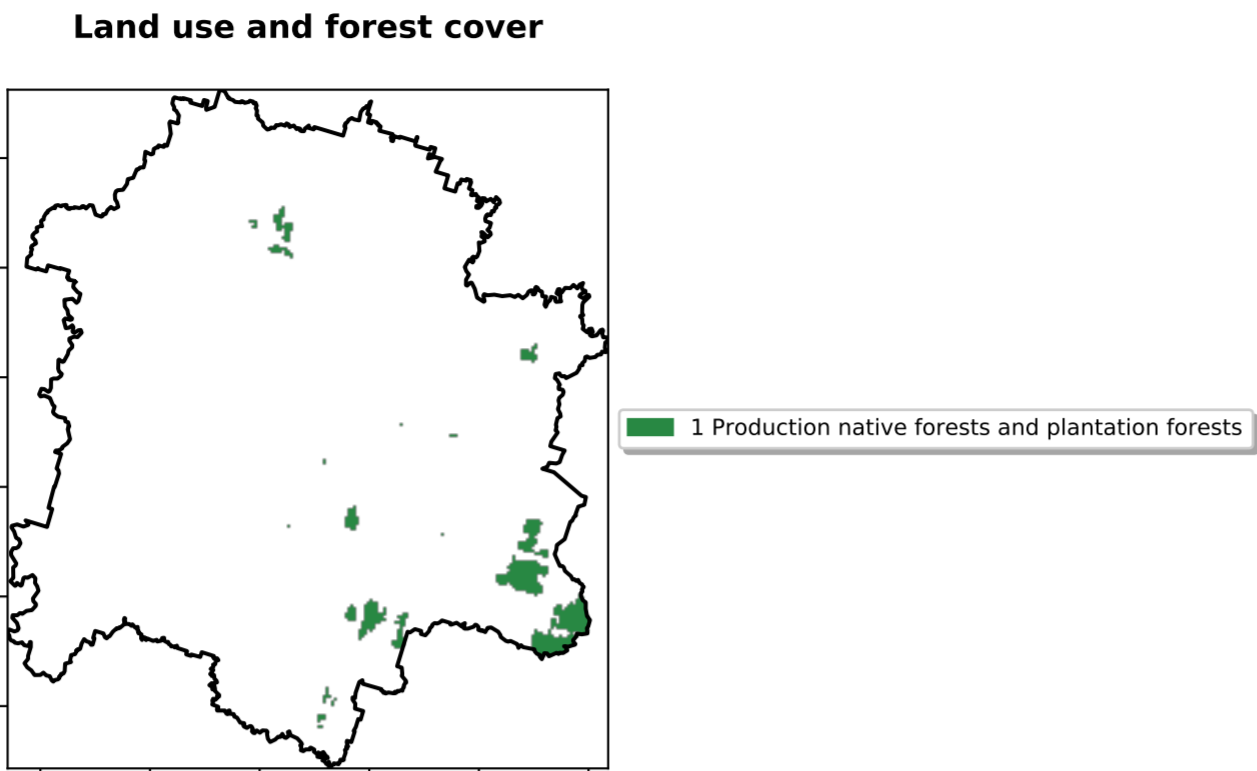 Land use and forest cover
1 Production native forests and plantation forests